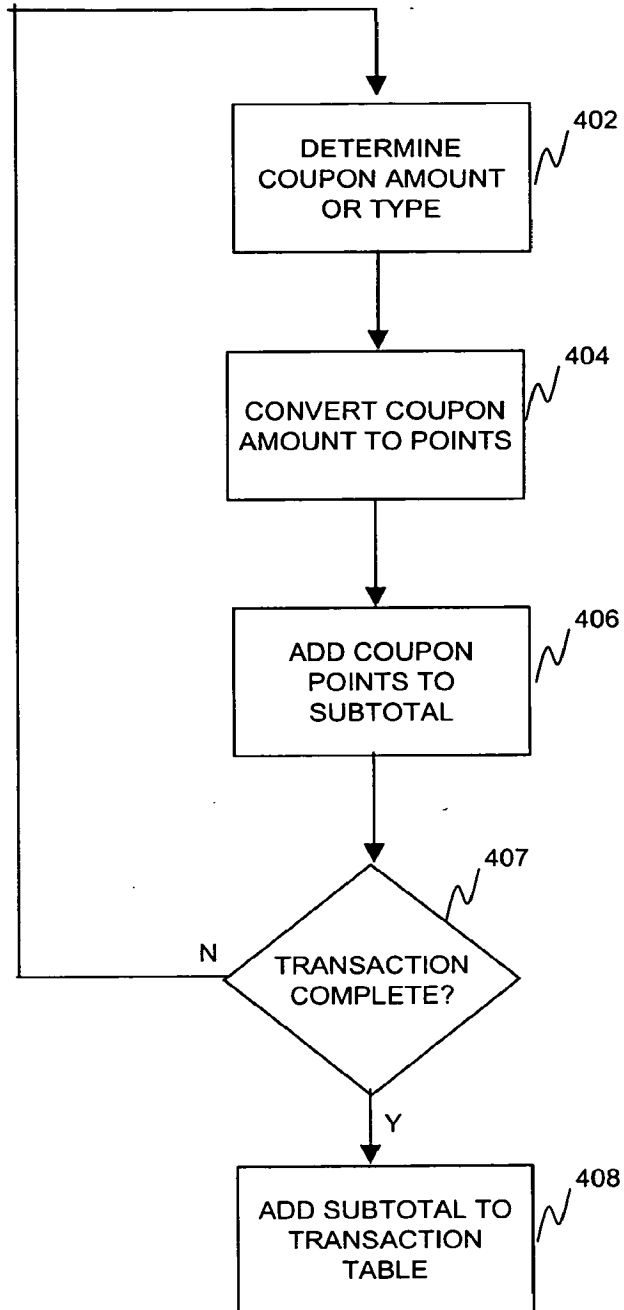 402
DETERMINE
COUPON AMOUNT
OR TYPE
404
CONVERT COUPON
AMOUNT TO POINTS
406
ADD COUPON
POINTS TO
SUBTOTAL
407
N
TRANSACTION
COMPLETE?
Y
408
ADD SUBTOTAL TO
TRANSACTION
TABLE